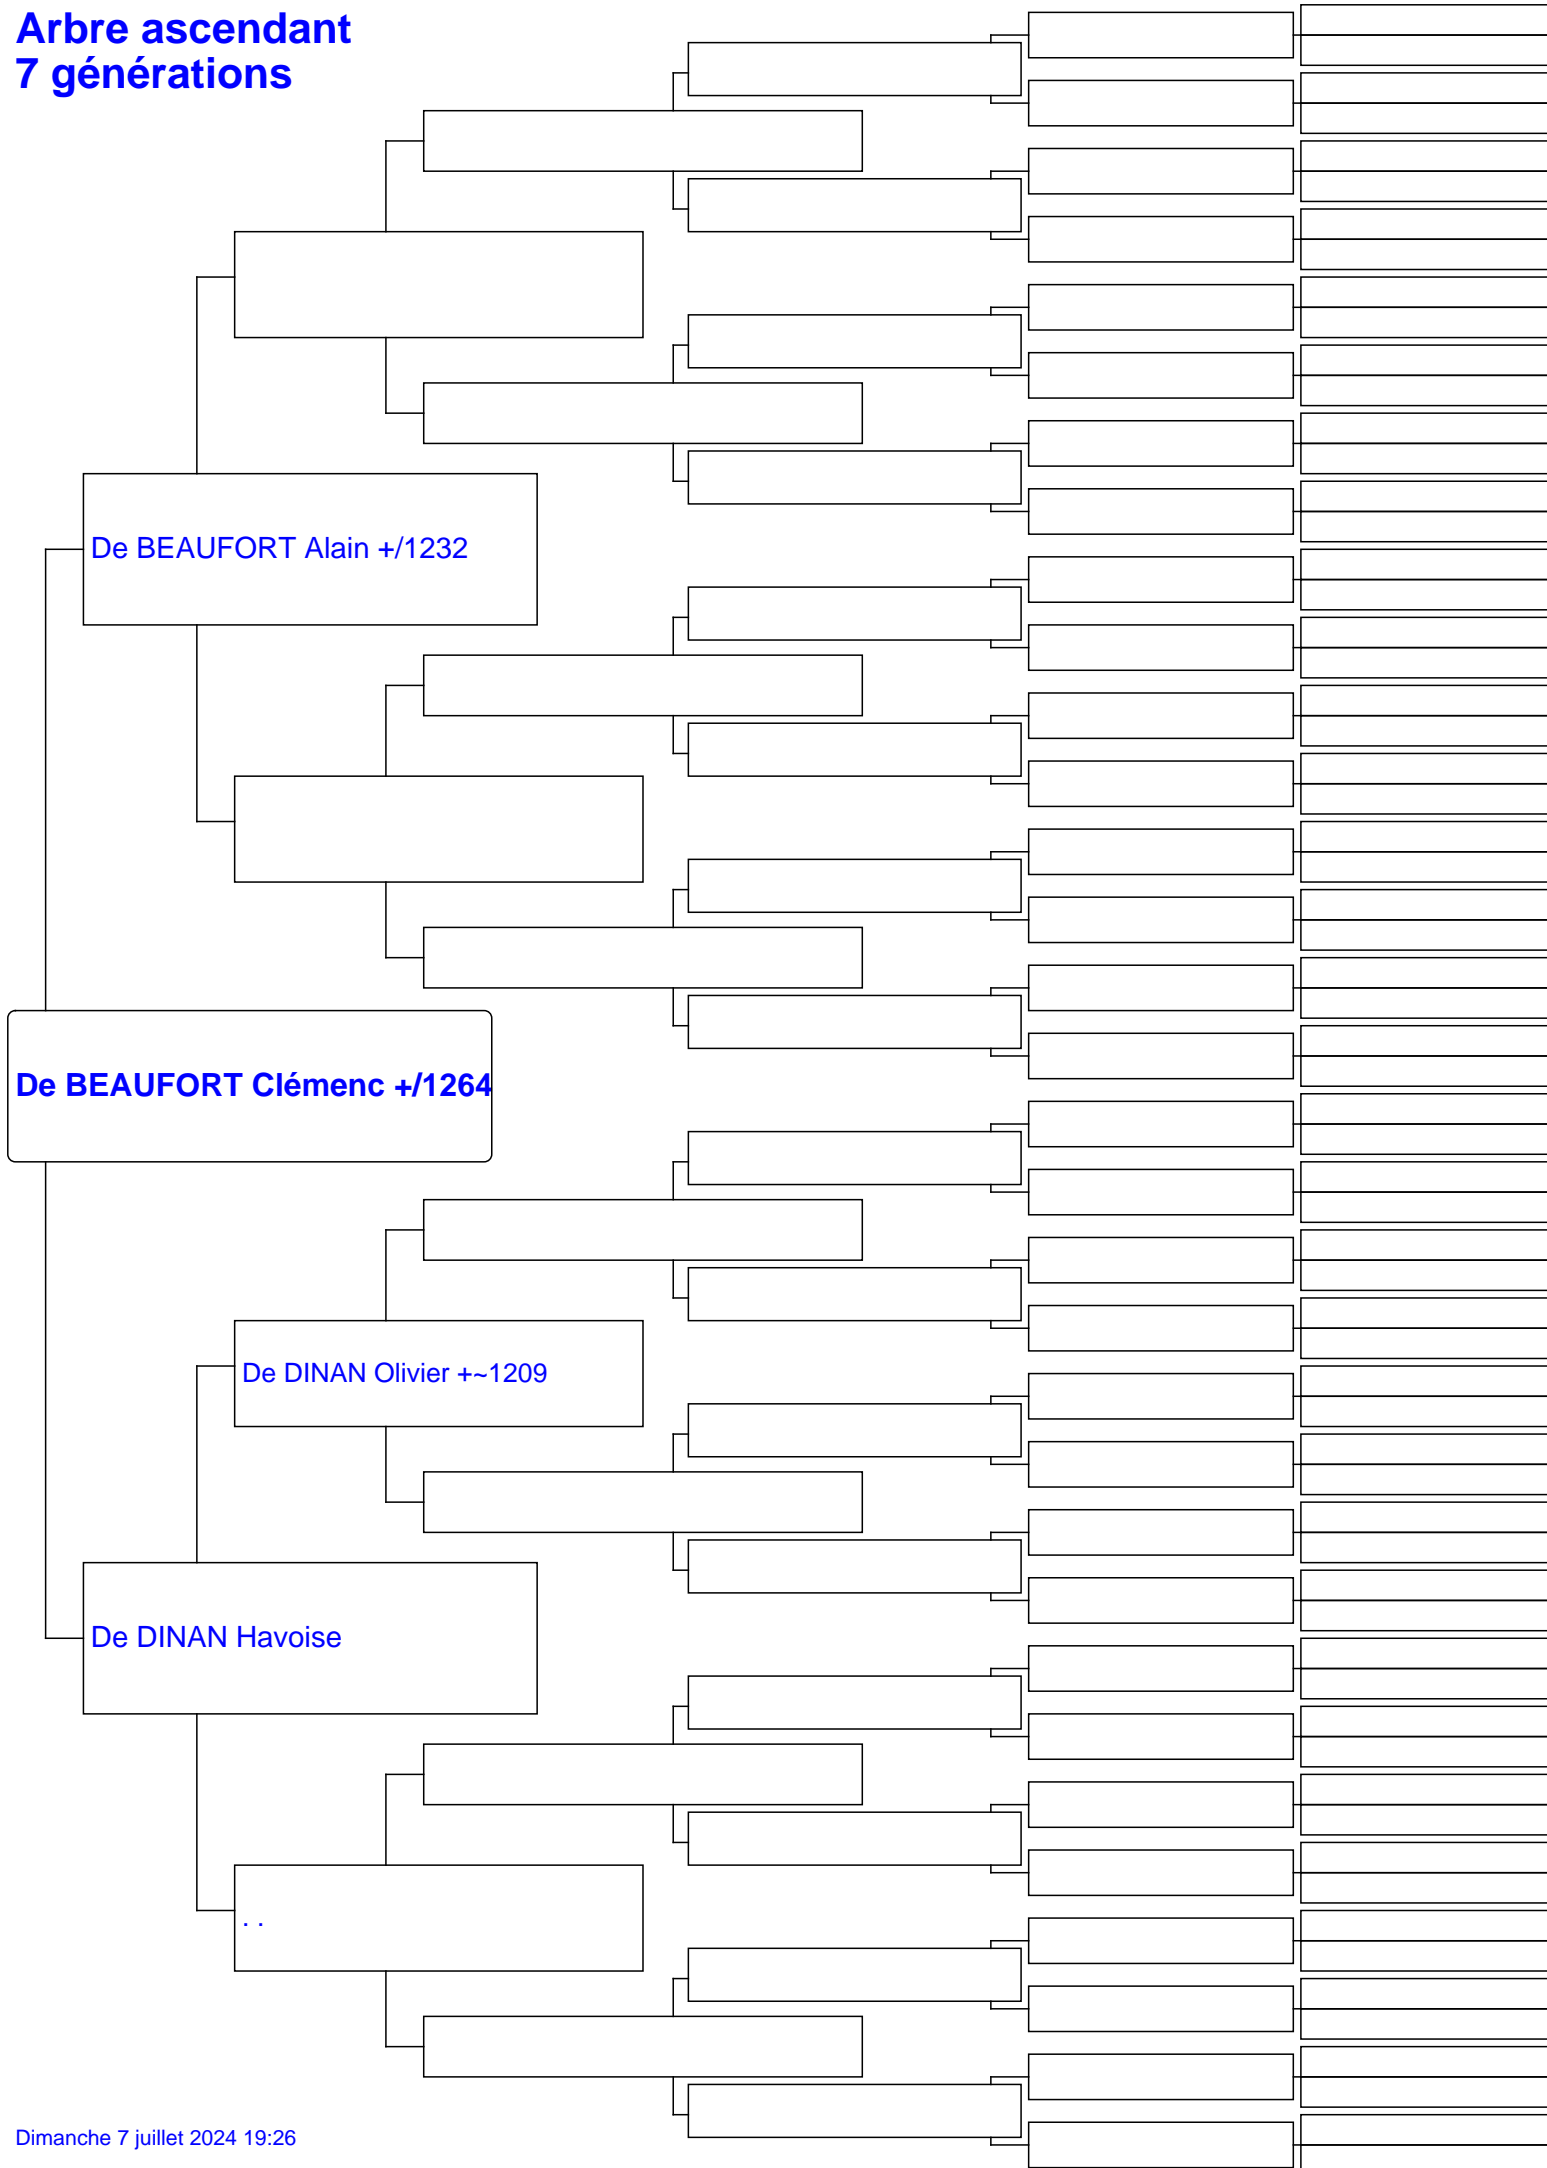 Arbre ascendant
7 générations
De BEAUFORT Alain +/1232
De BEAUFORT Clémenc +/1264
De DINAN Olivier +~1209
De DINAN Havoise
. .
Dimanche 7 juillet 2024 19:26